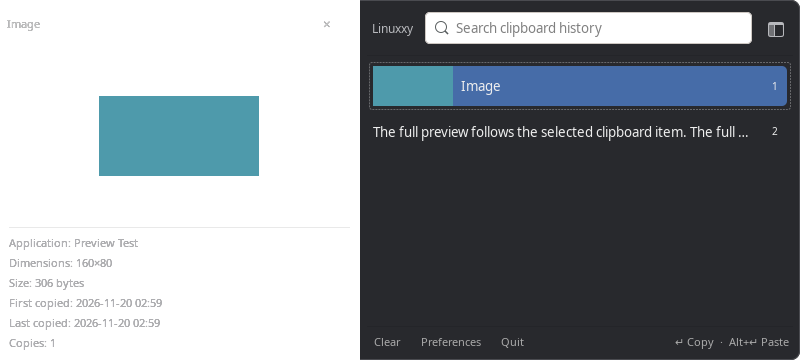 Image ×
Application: Preview Test
Dimensions: 160×80
Size: 306 bytes
First copied: 2026-11-20 02:59
Last copied: 2026-11-20 02:59
Copies: 1
Linuxxy Search clipboard history
Image 1
The full preview follows the selected clipboard item. The full ... 2
Clear Preferences Quit ↵ Copy · Alt+↵ Paste